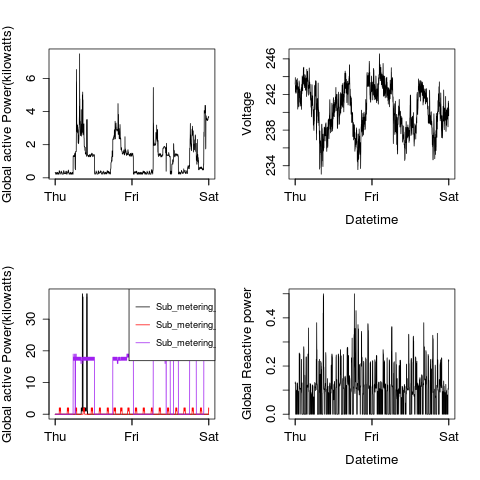 Global active Power(kilowatts)
0 2 4 6
Thu Fri Sat
Voltage
234 238 242 246
Thu Fri Sat
Datetime
Global active Power(kilowatts)
0 10 20 30
Sub_metering_
Sub_metering_
Sub_metering_
Thu Fri Sat
Global Reactive power
0.0 0.2 0.4
Thu Fri Sat
Datetime